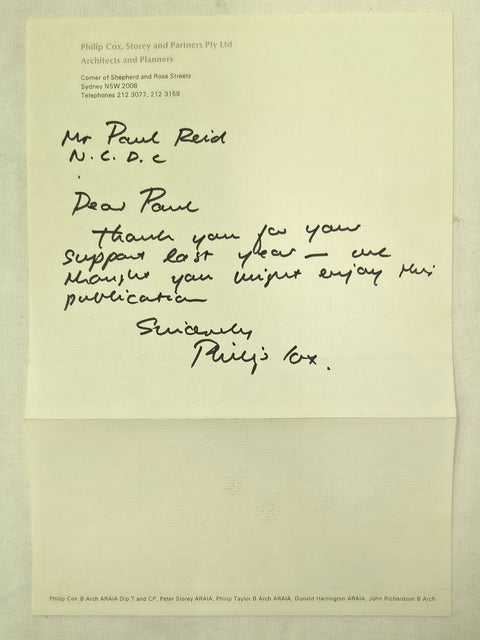 Philip Cox, Storey and Partners Pty Ltd
Architects and Planners
Corner of Shepherd and Rose Streets
Sydney NSW 2008
Telephones 212 3077, 212 3159
Mr Paul Reid
N.C.D.C
Dear Paul
Thank you for your
support last year — we
thought you might enjoy this
publication
Sincerely
Philip Cox.
Philip Cox B Arch ARAIA Dip T and CP, Peter Storey ARAIA, Philip Taylor B Arch ARAIA, Donald Harrington ARAIA, John Richardson B Arch